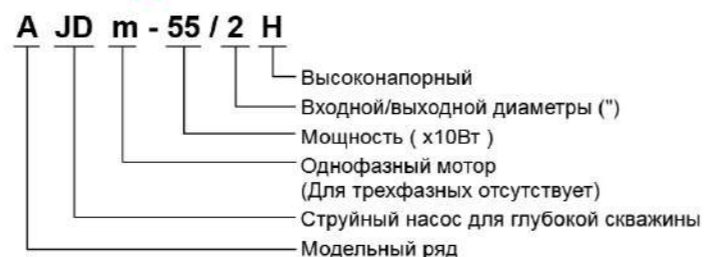 A JD m - 55 / 2 H
Высоконапорный
Входной/выходной диаметры (")
Мощность ( x10Вт )
Однофазный мотор
(Для трехфазных отсутствует)
Струйный насос для глубокой скважины
Модельный ряд